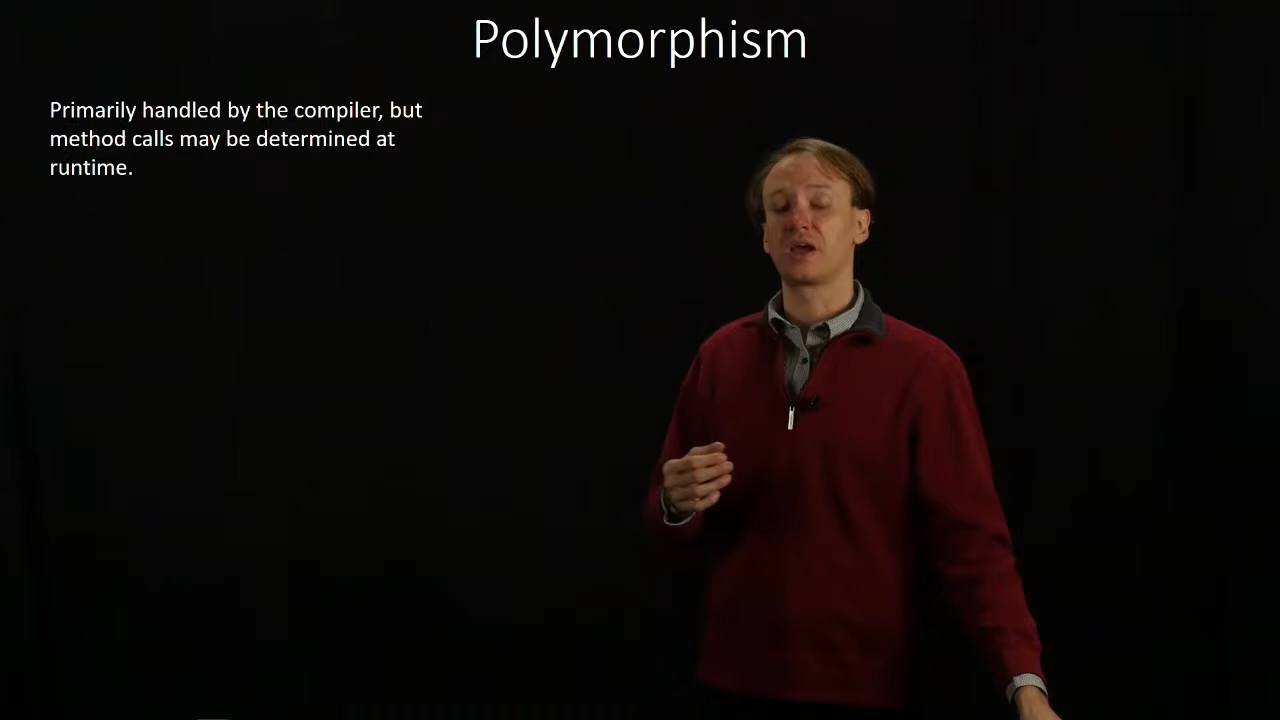 Polymorphism
Primarily handled by the compiler, but
method calls may be determined at
runtime.